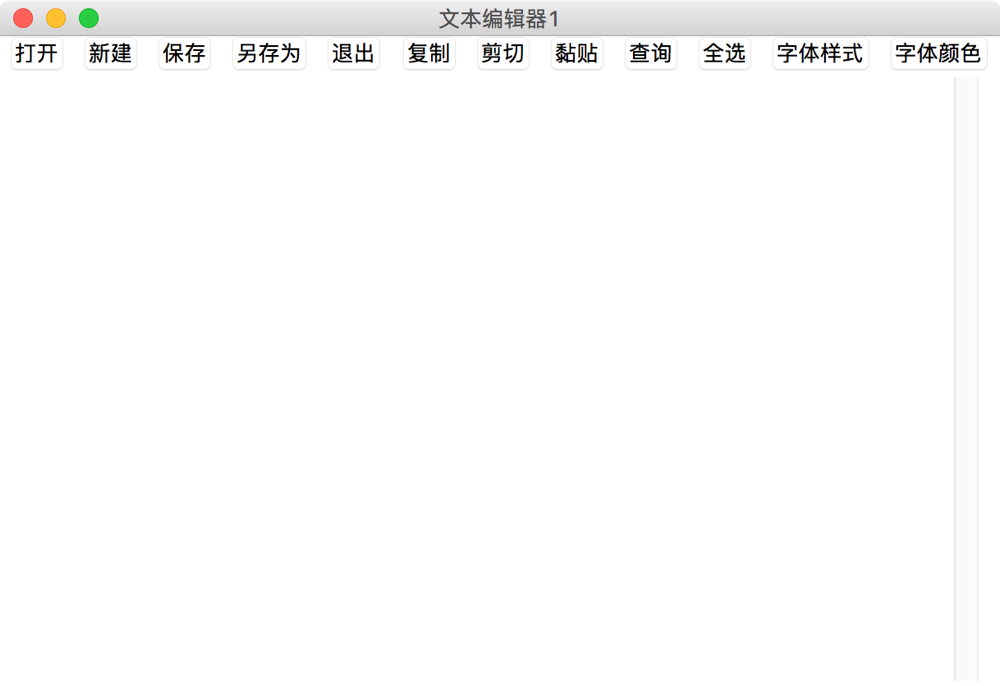 文本编辑器1
打开 新建 保存 另存为 退出 复制 剪切 黏贴 查询 全选 字体样式 字体颜色